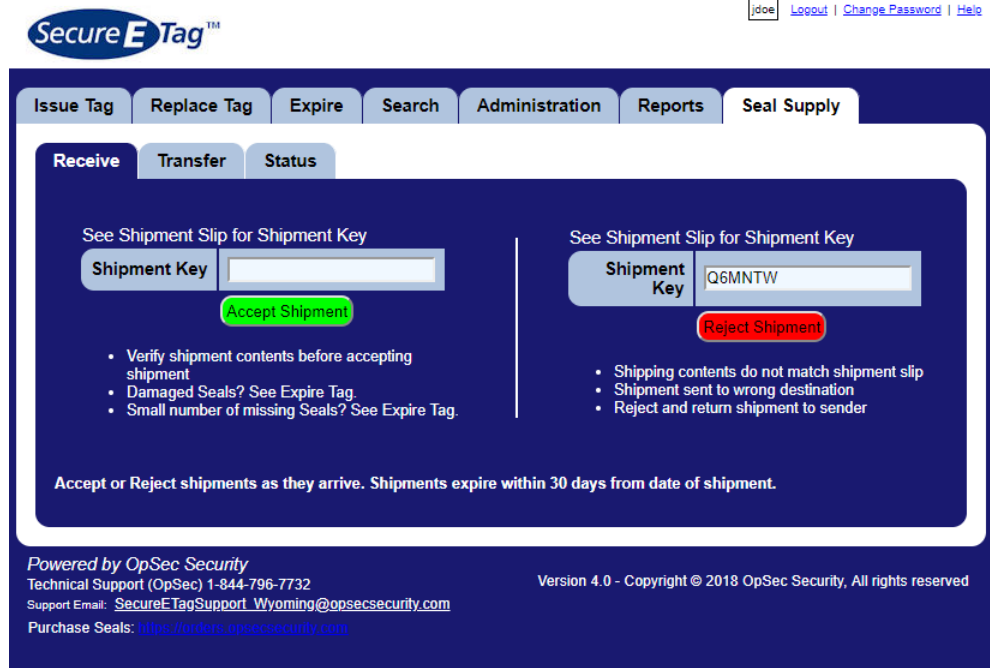 Secure E Tag™
jdoe Logout | Change Password | Help
Issue Tag Replace Tag Expire Search Administration Reports Seal Supply
Receive Transfer Status
See Shipment Slip for Shipment Key
Shipment Key
Accept Shipment
• Verify shipment contents before accepting
shipment
• Damaged Seals? See Expire Tag.
• Small number of missing Seals? See Expire Tag.
See Shipment Slip for Shipment Key
Shipment
Key
Q6MNTW
Reject Shipment
• Shipping contents do not match shipment slip
• Shipment sent to wrong destination
• Reject and return shipment to sender
Accept or Reject shipments as they arrive. Shipments expire within 30 days from date of shipment.
Powered by OpSec Security
Technical Support (OpSec) 1-844-796-7732
Support Email: SecureETagSupport_Wyoming@opsecsecurity.com
Purchase Seals: https://orders.opsecsecurity.com
Version 4.0 - Copyright © 2018 OpSec Security, All rights reserved